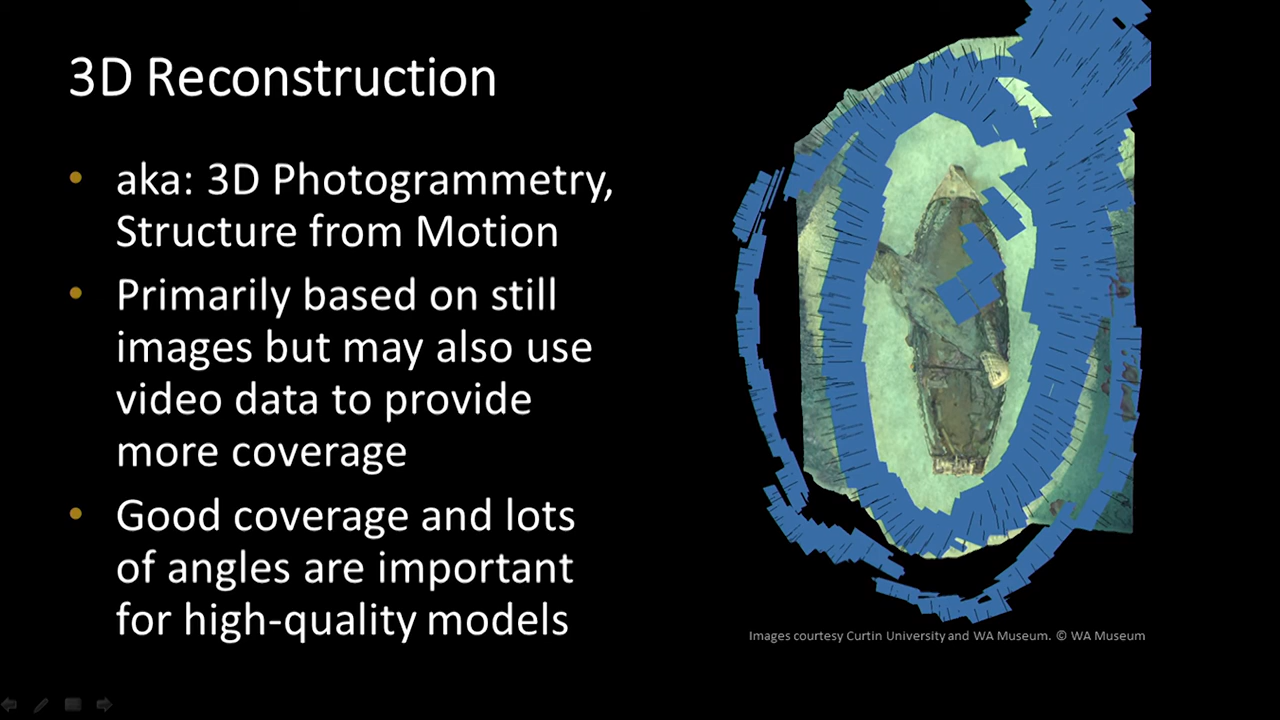 3D Reconstruction
• aka: 3D Photogrammetry,
Structure from Motion
• Primarily based on still
images but may also use
video data to provide
more coverage
• Good coverage and lots
of angles are important
for high-quality models
Images courtesy Curtin University and WA Museum. © WA Museum